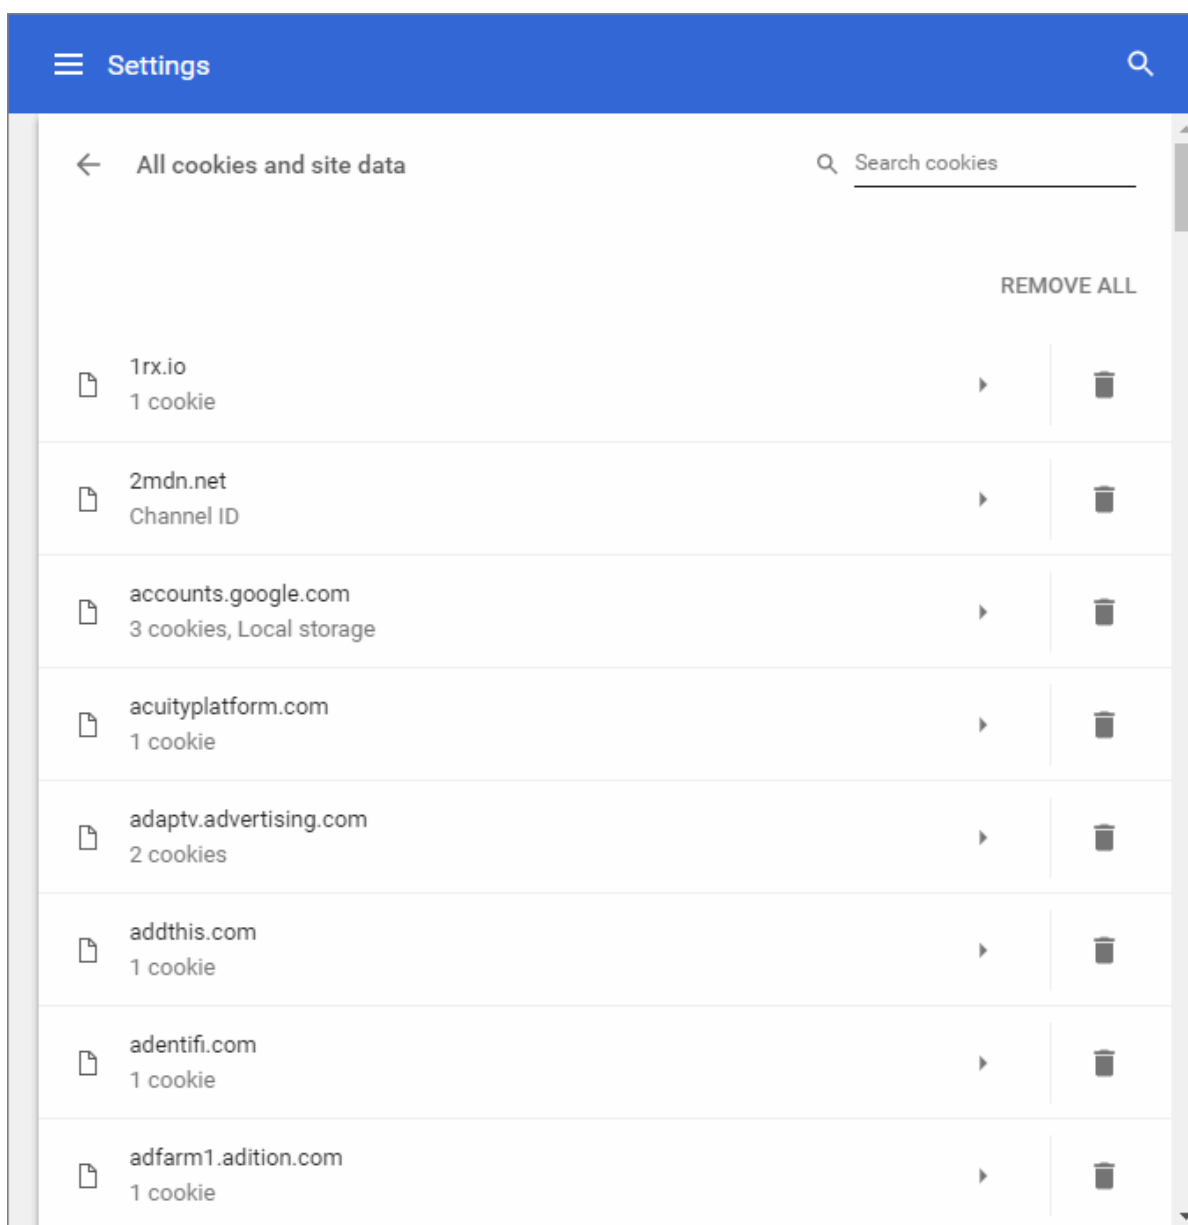 Settings
All cookies and site data
Search cookies
REMOVE ALL
1rx.io
1 cookie
2mdn.net
Channel ID
accounts.google.com
3 cookies, Local storage
acuityplatform.com
1 cookie
adaptv.advertising.com
2 cookies
addthis.com
1 cookie
adentifi.com
1 cookie
adfarm1.adition.com
1 cookie